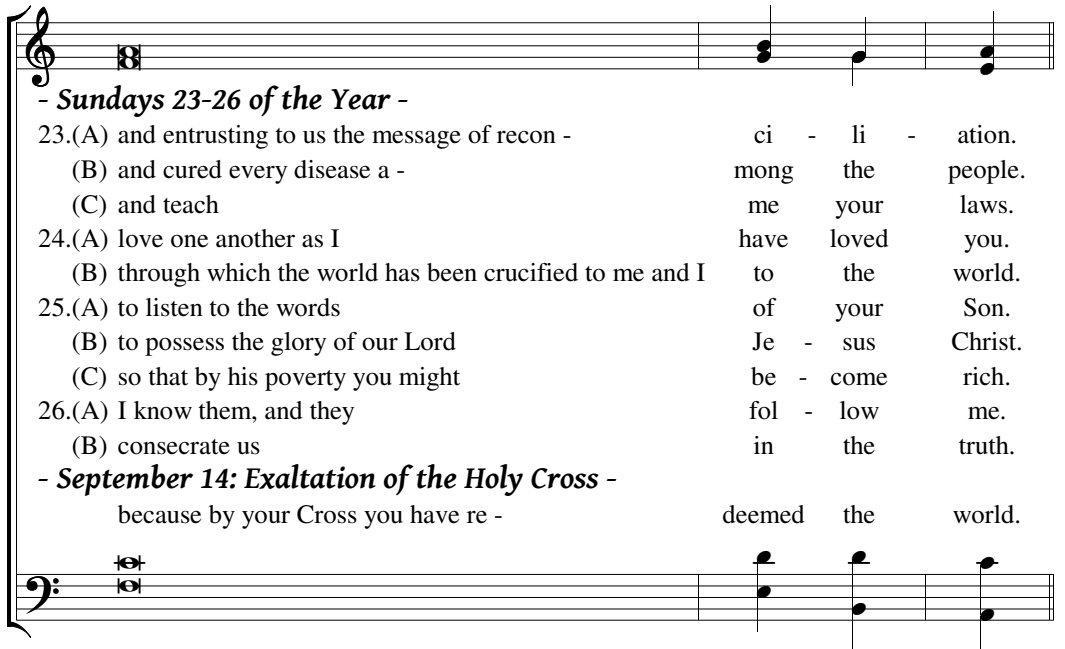 - Sundays 23-26 of the Year -
23.(A) and entrusting to us the message of recon - ci - li - ation.
(B) and cured every disease a - mong the people.
(C) and teach me your laws.
24.(A) love one another as I have loved you.
(B) through which the world has been crucified to me and I to the world.
25.(A) to listen to the words of your Son.
(B) to possess the glory of our Lord Je - sus Christ.
(C) so that by his poverty you might be - come rich.
26.(A) I know them, and they fol - low me.
(B) consecrate us in the truth.
- September 14: Exaltation of the Holy Cross -
because by your Cross you have re - deemed the world.